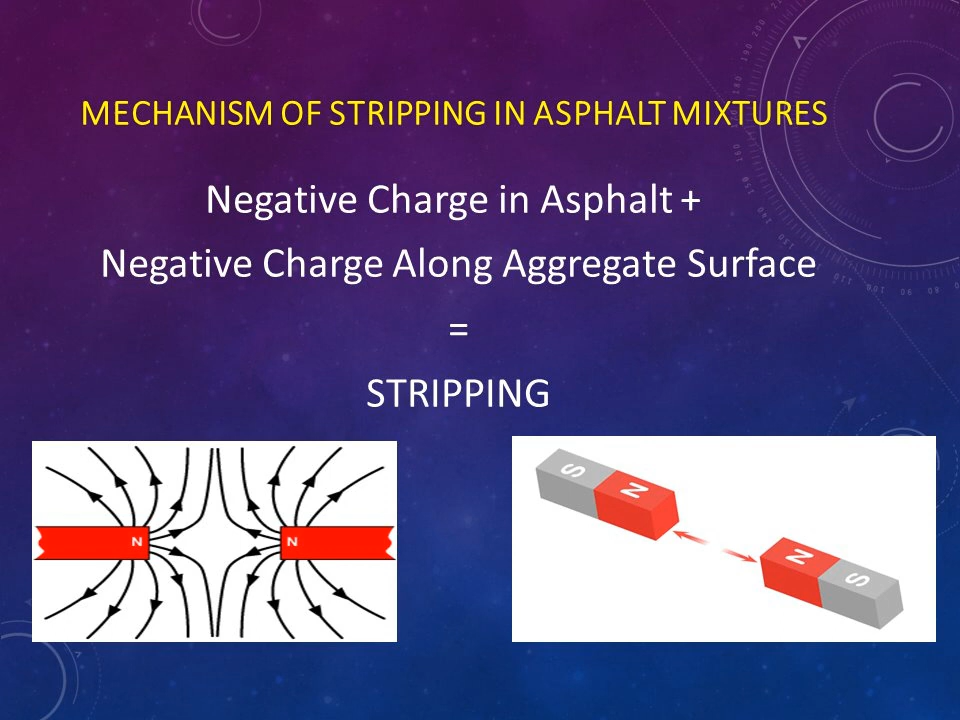 MECHANISM OF STRIPPING IN ASPHALT MIXTURES
Negative Charge in Asphalt +
Negative Charge Along Aggregate Surface
=
STRIPPING
N
N
S
N
N
S